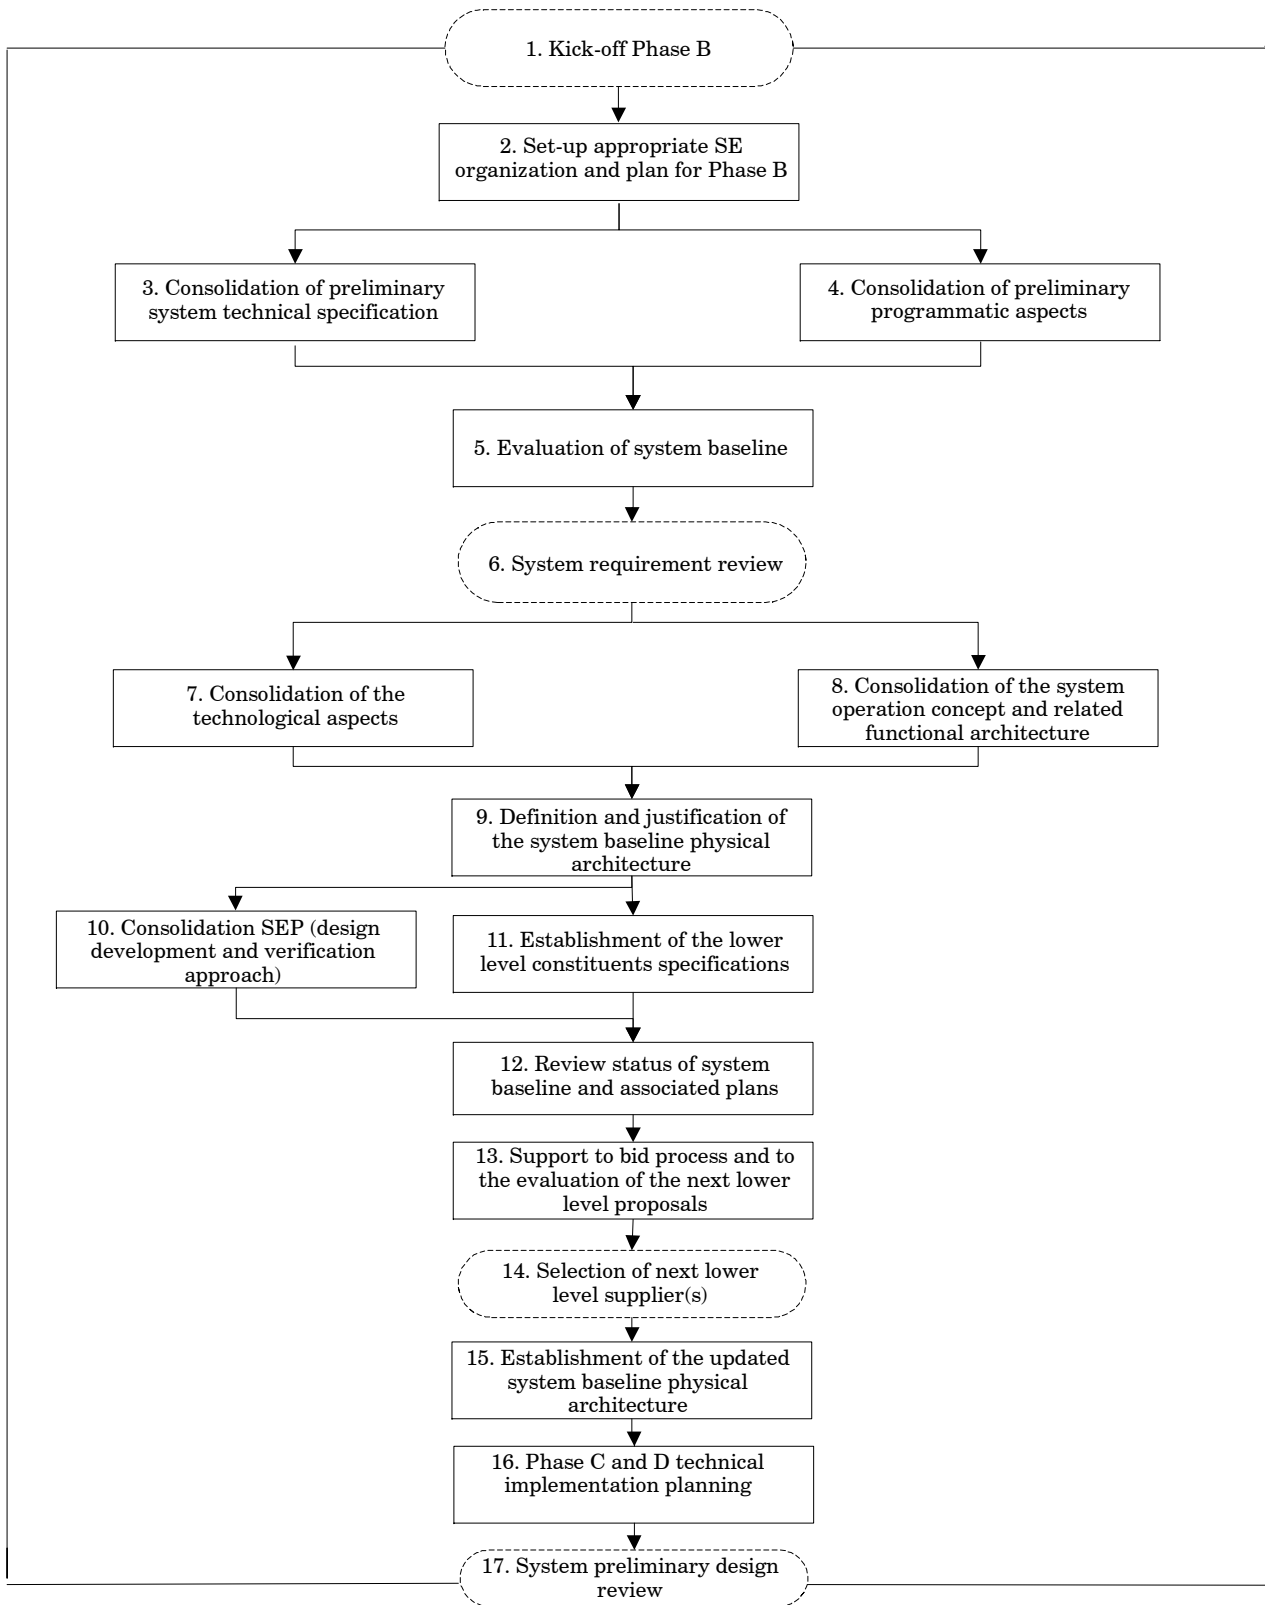 1. Kick-off Phase B
2. Set-up appropriate SE
organization and plan for Phase B
3. Consolidation of preliminary
system technical specification
4. Consolidation of preliminary
programmatic aspects
5. Evaluation of system baseline
6. System requirement review
7. Consolidation of the
technological aspects
8. Consolidation of the system
operation concept and related
functional architecture
9. Definition and justification of
the system baseline physical
architecture
10. Consolidation SEP (design
development and verification
approach)
11. Establishment of the lower
level constituents specifications
12. Review status of system
baseline and associated plans
13. Support to bid process and to
the evaluation of the next lower
level proposals
14. Selection of next lower
level supplier(s)
15. Establishment of the updated
system baseline physical
architecture
16. Phase C and D technical
implementation planning
17. System preliminary design
review